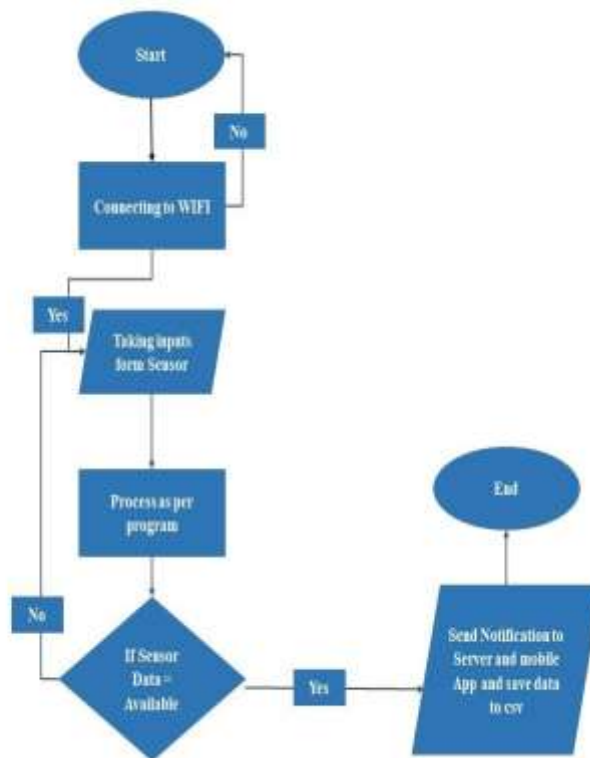 Start
No
Connecting to WIFI
Yes
Taking inputs
form Sensor
Process as per
program
No
If Sensor
Data =
Available
Yes
Send Notification to
Server and mobile
App and save data
to csv
End